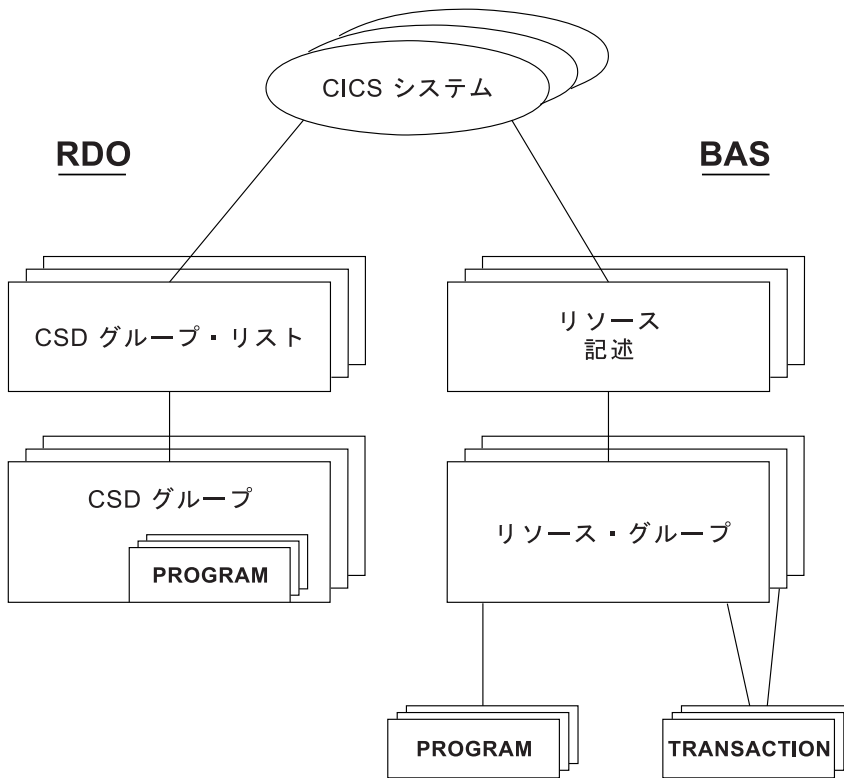 CICS システム
RDO
BAS
CSD グループ・リスト
リソース
記述
CSD グループ
PROGRAM
リソース・グループ
PROGRAM
TRANSACTION